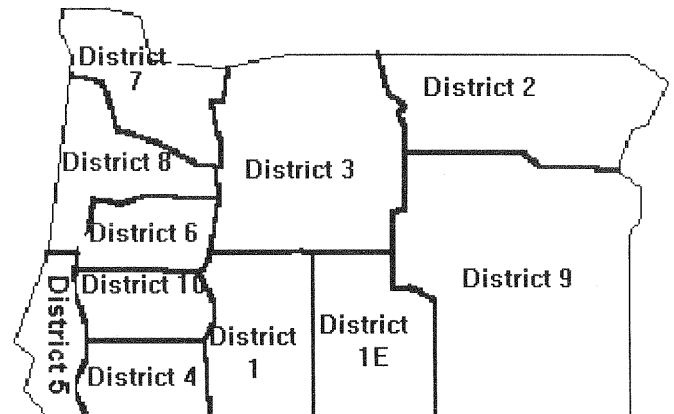 District
7
District 2
District 8
District 3
District 6
District 9
District 10
District 5
District
1
District
1E
District 4